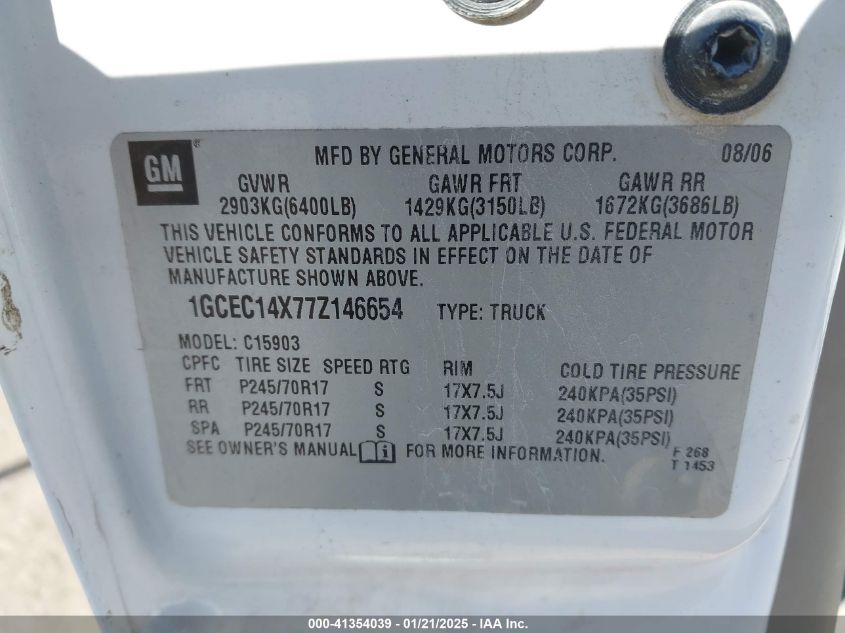 GM ®
MFD BY GENERAL MOTORS CORP. 08/06
GVWR GAWR FRT GAWR RR
2903KG(6400LB) 1429KG(3150LB) 1672KG(3686LB)
THIS VEHICLE CONFORMS TO ALL APPLICABLE U.S. FEDERAL MOTOR
VEHICLE SAFETY STANDARDS IN EFFECT ON THE DATE OF
MANUFACTURE SHOWN ABOVE.
1GCEC14X77Z146654 TYPE: TRUCK
MODEL: C15903
CPFC TIRE SIZE SPEED RTG RIM COLD TIRE PRESSURE
FRT P245/70R17 S 17X7.5J 240KPA(35PSI)
RR P245/70R17 S 17X7.5J 240KPA(35PSI)
SPA P245/70R17 S 17X7.5J 240KPA(35PSI)
SEE OWNER'S MANUAL i FOR MORE INFORMATION.
F 268
T 1453
000-41354039 - 01/21/2025 - IAA Inc.